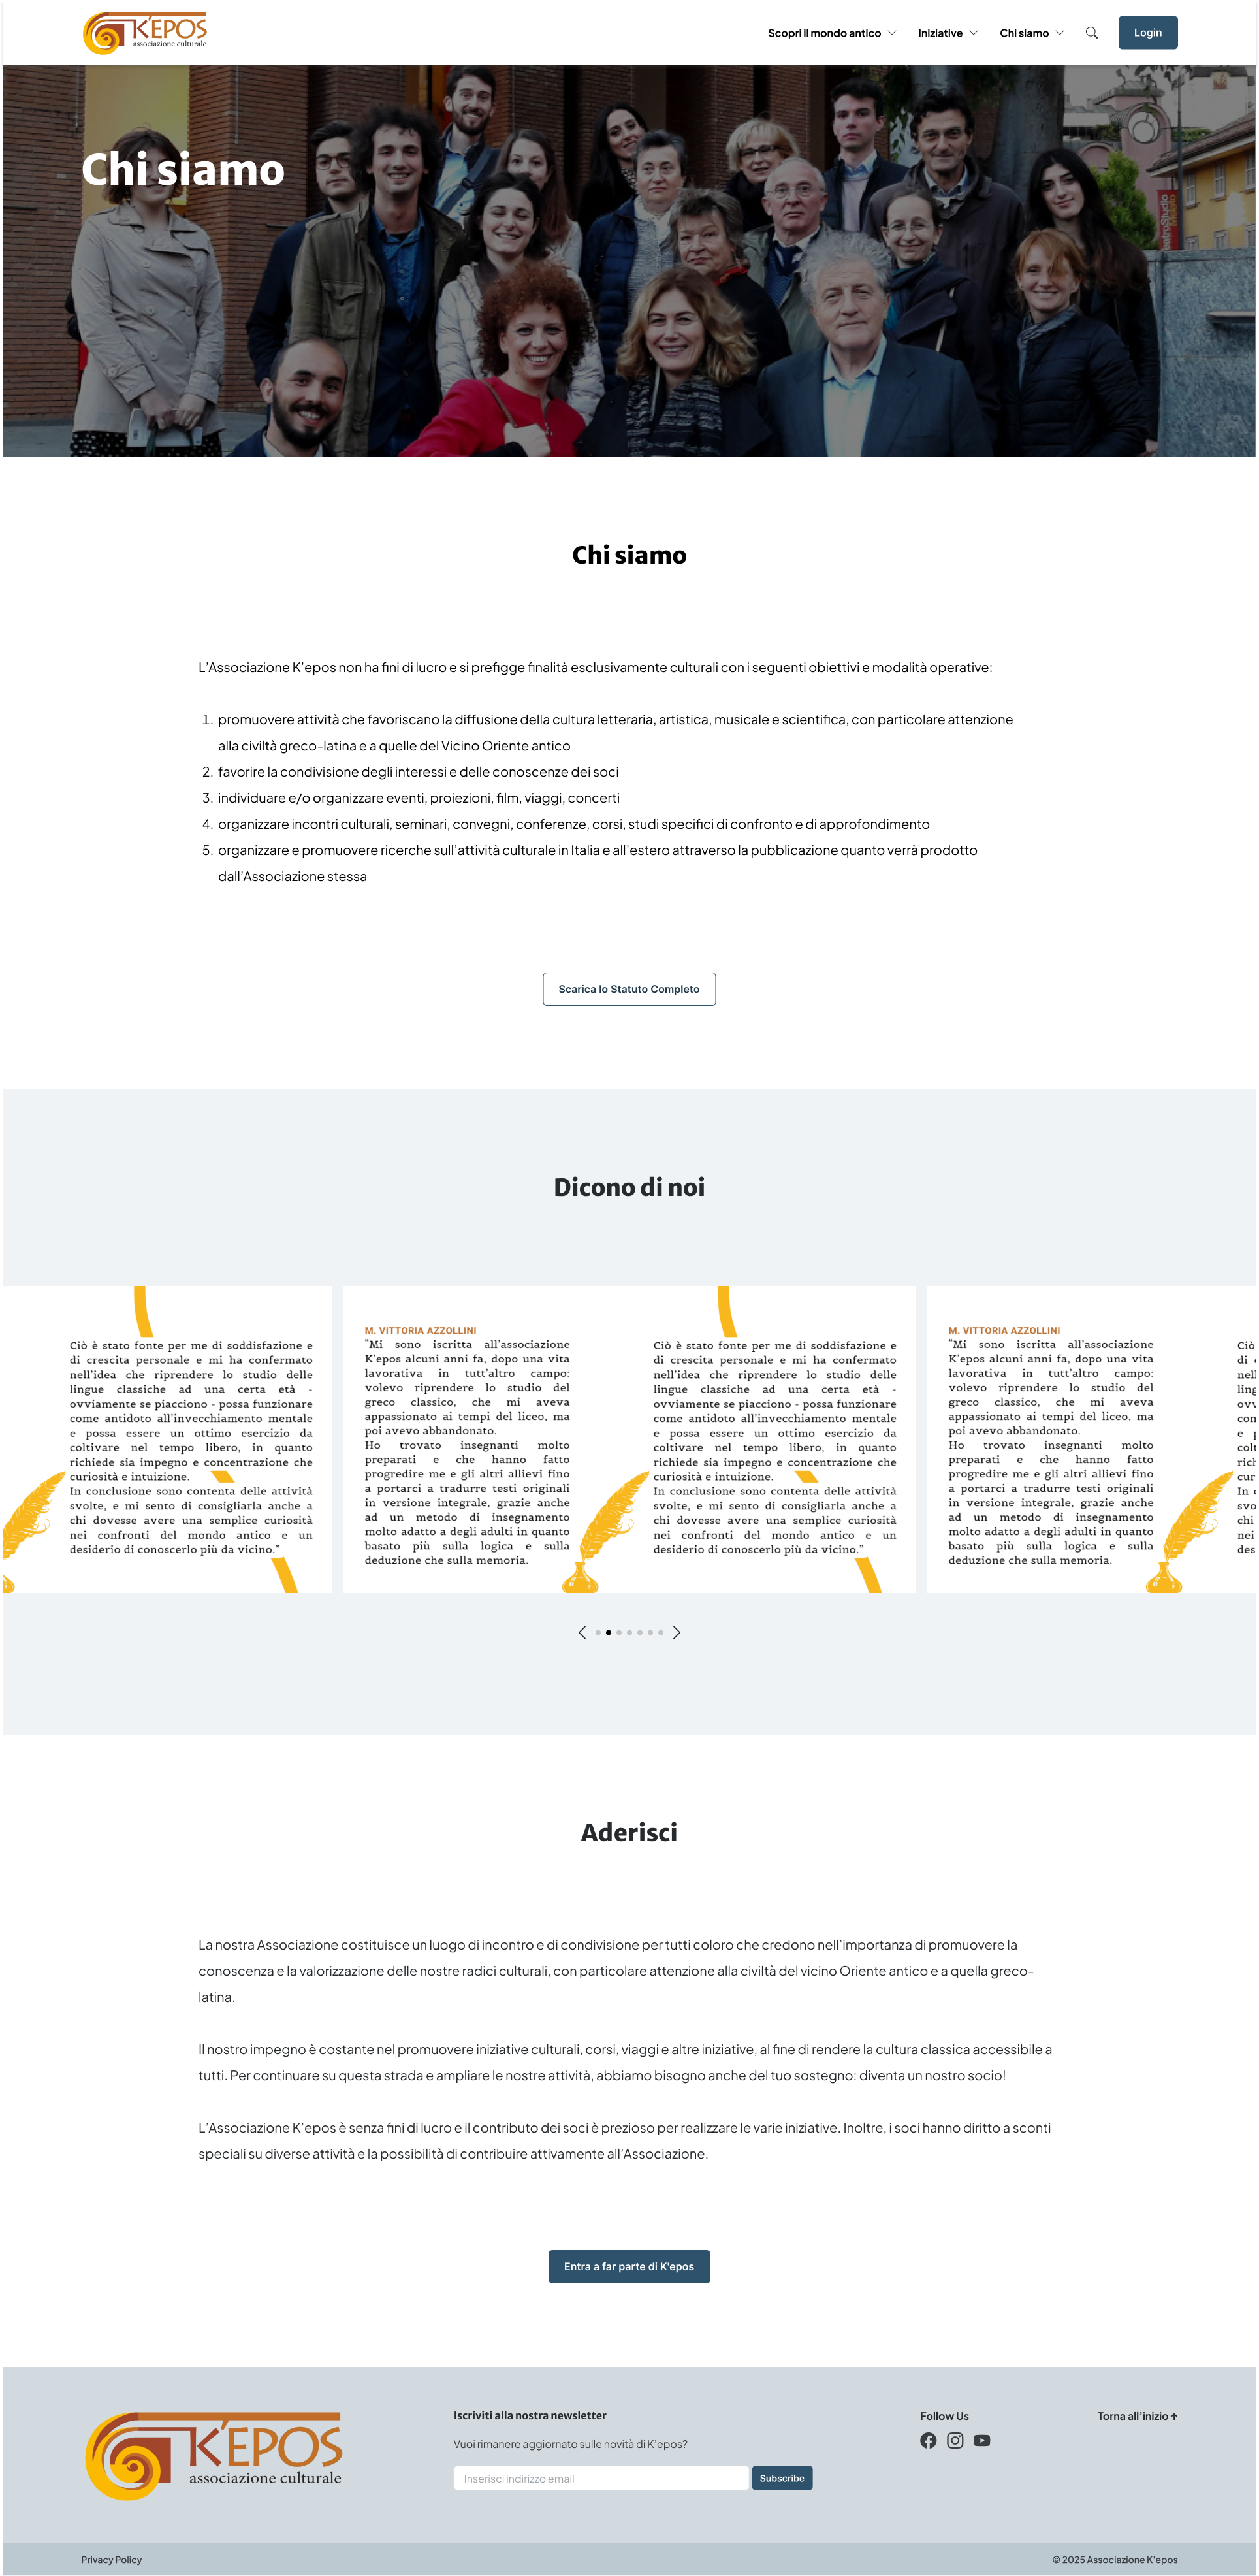 K'EPOS
associazione culturale
Scopri il mondo antico
Iniziative
Chi siamo
Login
Chi siamo
Chi siamo
L'Associazione K'epos non ha fini di lucro e si prefigge finalità esclusivamente culturali con i seguenti obiettivi e modalità operative:
1. promuovere attività che favoriscano la diffusione della cultura letteraria, artistica, musicale e scientifica, con particolare attenzione
alla civiltà greco-latina e a quelle del Vicino Oriente antico
2. favorire la condivisione degli interessi e delle conoscenze dei soci
3. individuare e/o organizzare eventi, proiezioni, film, viaggi, concerti
4. organizzare incontri culturali, seminari, convegni, conferenze, corsi, studi specifici di confronto e di approfondimento
5. organizzare e promuovere ricerche sull'attività culturale in Italia e all'estero attraverso la pubblicazione quanto verrà prodotto
dall'Associazione stessa
Scarica lo Statuto Completo
Dicono di noi
Ciò è stato fonte per me di soddisfazione e
di crescita personale e mi ha confermato
nell'idea che riprendere lo studio delle
lingue classiche ad una certa età -
ovviamente se piacciono - possa funzionare
come antidoto all'invecchiamento mentale
e possa essere un ottimo esercizio da
coltivare nel tempo libero, in quanto
richiede sia impegno e concentrazione che
curiosità e intuizione.
In conclusione sono contenta delle attività
svolte, e mi sento di consigliarla anche a
chi dovesse avere una semplice curiosità
nei confronti del mondo antico e un
desiderio di conoscerlo più da vicino."
M. VITTORIA AZZOLLINI
"Mi sono iscritta all'associazione
K'epos alcuni anni fa, dopo una vita
lavorativa in tutt'altro campo:
volevo riprendere lo studio del
greco classico, che mi aveva
appassionato ai tempi del liceo, ma
poi avevo abbandonato.
Ho trovato insegnanti molto
preparati e che hanno fatto
progredire me e gli altri allievi fino
a portarci a tradurre testi originali
in versione integrale, grazie anche
ad un metodo di insegnamento
molto adatto a degli adulti in quanto
basato più sulla logica e sulla
deduzione che sulla memoria.
Ciò è stato fonte per me di soddisfazione e
di crescita personale e mi ha confermato
nell'idea che riprendere lo studio delle
lingue classiche ad una certa età -
ovviamente se piacciono - possa funzionare
come antidoto all'invecchiamento mentale
e possa essere un ottimo esercizio da
coltivare nel tempo libero, in quanto
richiede sia impegno e concentrazione che
curiosità e intuizione.
In conclusione sono contenta delle attività
svolte, e mi sento di consigliarla anche a
chi dovesse avere una semplice curiosità
nei confronti del mondo antico e un
desiderio di conoscerlo più da vicino."
M. VITTORIA AZZOLLINI
"Mi sono iscritta all'associazione
K'epos alcuni anni fa, dopo una vita
lavorativa in tutt'altro campo:
volevo riprendere lo studio del
greco classico, che mi aveva
appassionato ai tempi del liceo, ma
poi avevo abbandonato.
Ho trovato insegnanti molto
preparati e che hanno fatto
progredire me e gli altri allievi fino
a portarci a tradurre testi originali
in versione integrale, grazie anche
ad un metodo di insegnamento
molto adatto a degli adulti in quanto
basato più sulla logica e sulla
deduzione che sulla memoria.
Aderisci
La nostra Associazione costituisce un luogo di incontro e di condivisione per tutti coloro che credono nell'importanza di promuovere la
conoscenza e la valorizzazione delle nostre radici culturali, con particolare attenzione alla civiltà del vicino Oriente antico e a quella greco-
latina.
Il nostro impegno è costante nel promuovere iniziative culturali, corsi, viaggi e altre iniziative, al fine di rendere la cultura classica accessibile a
tutti. Per continuare su questa strada e ampliare le nostre attività, abbiamo bisogno anche del tuo sostegno: diventa un nostro socio!
L'Associazione K'epos è senza fini di lucro e il contributo dei soci è prezioso per realizzare le varie iniziative. Inoltre, i soci hanno diritto a sconti
speciali su diverse attività e la possibilità di contribuire attivamente all'Associazione.
Entra a far parte di K'epos
K'EPOS
associazione culturale
Iscriviti alla nostra newsletter
Vuoi rimanere aggiornato sulle novità di K'epos?
Inserisci indirizzo email
Subscribe
Follow Us
Torna all'inizio ↑
Privacy Policy
© 2025 Associazione K'epos